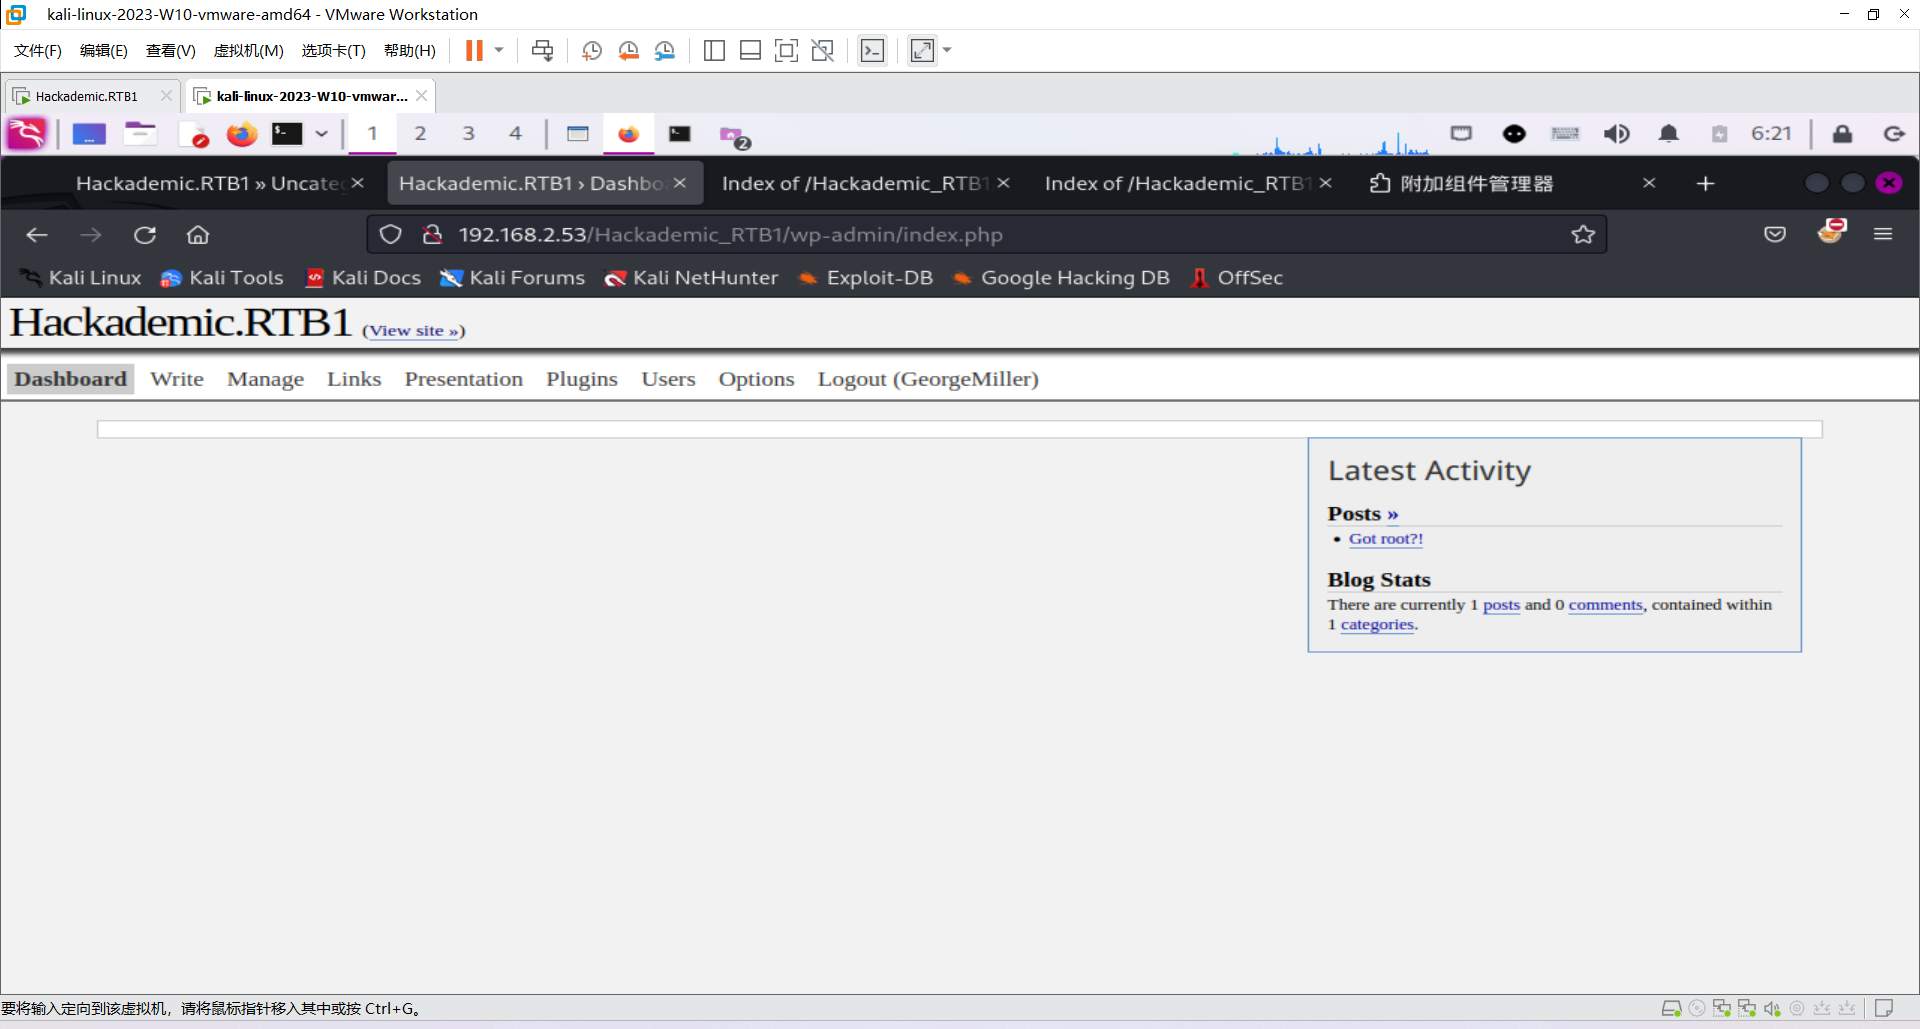 kali-linux-2023-W10-vmware-amd64 - VMware Workstation
文件(F) 编辑(E) 查看(V) 虚拟机(M) 选项卡(T) 帮助(H)
Hackademic.RTB1 kali-linux-2023-W10-vmwar...
1 2 3 4 2 6:21
Hackademic.RTB1 » Uncateg Hackademic.RTB1 › Dashbo Index of /Hackademic_RTB1 Index of /Hackademic_RTB1 附加组件管理器
192.168.2.53/Hackademic_RTB1/wp-admin/index.php
Kali Linux Kali Tools Kali Docs Kali Forums Kali NetHunter Exploit-DB Google Hacking DB OffSec
Hackademic.RTB1 (View site »)
Dashboard Write Manage Links Presentation Plugins Users Options Logout (GeorgeMiller)
Latest Activity
Posts »
• Got root?!
Blog Stats
There are currently 1 posts and 0 comments, contained within
1 categories.
要将输入定向到该虚拟机，请将鼠标指针移入其中或按 Ctrl+G。